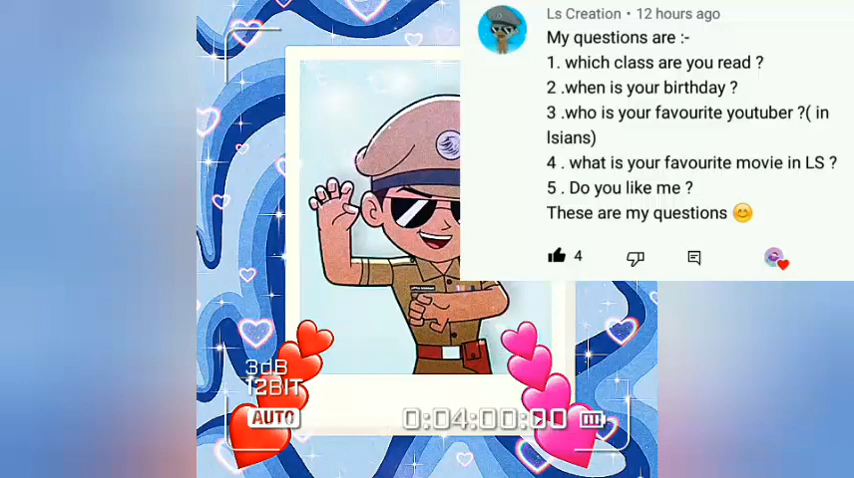 Ls Creation • 12 hours ago
My questions are :-
1. which class are you read ?
2 .when is your birthday ?
3 .who is your favourite youtuber ?( in
lsians)
4 . what is your favourite movie in LS ?
5 . Do you like me ?
These are my questions 😊
4
3dB
12BIT
AUTO
0:04:00:00